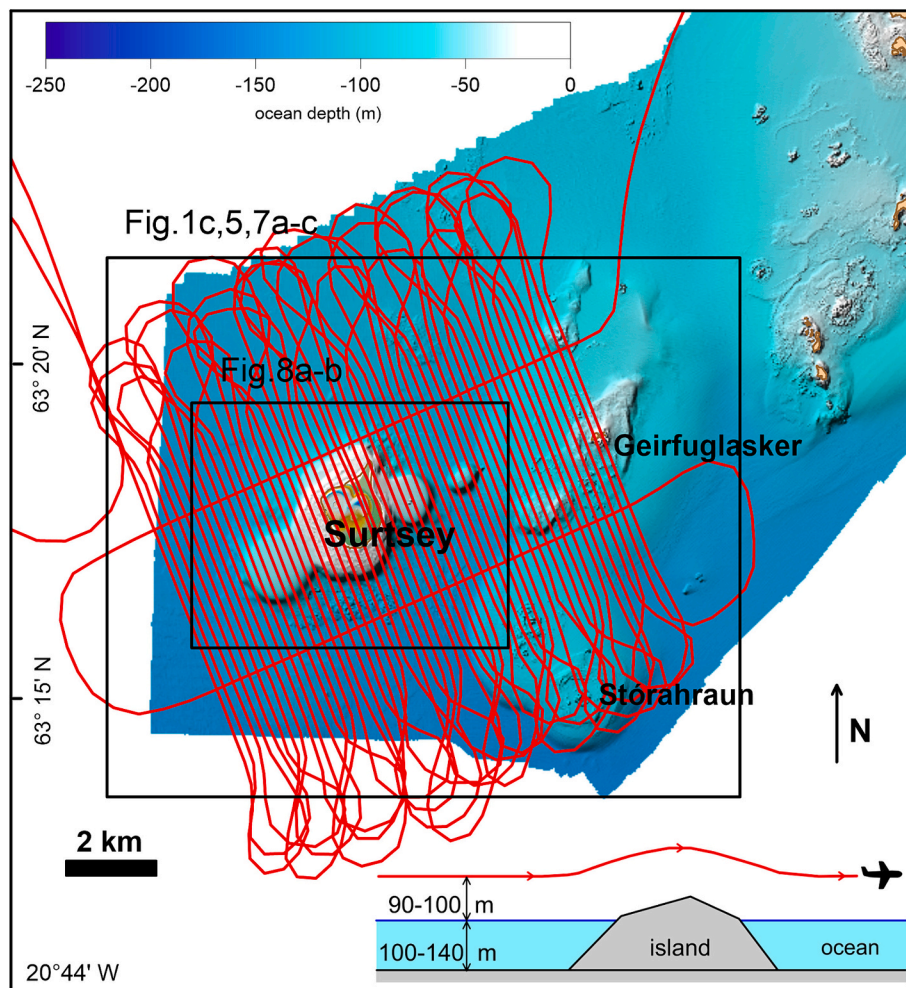 -250 -200 -150 -100 -50 0
ocean depth (m)
Fig.1c,5,7a-c
63° 20' N
Fig.8a-b
Geirfuglasker
Surtsey
63° 15' N
Stórahraun
N
2 km
90-100 m
100-140 m
island
ocean
20°44' W